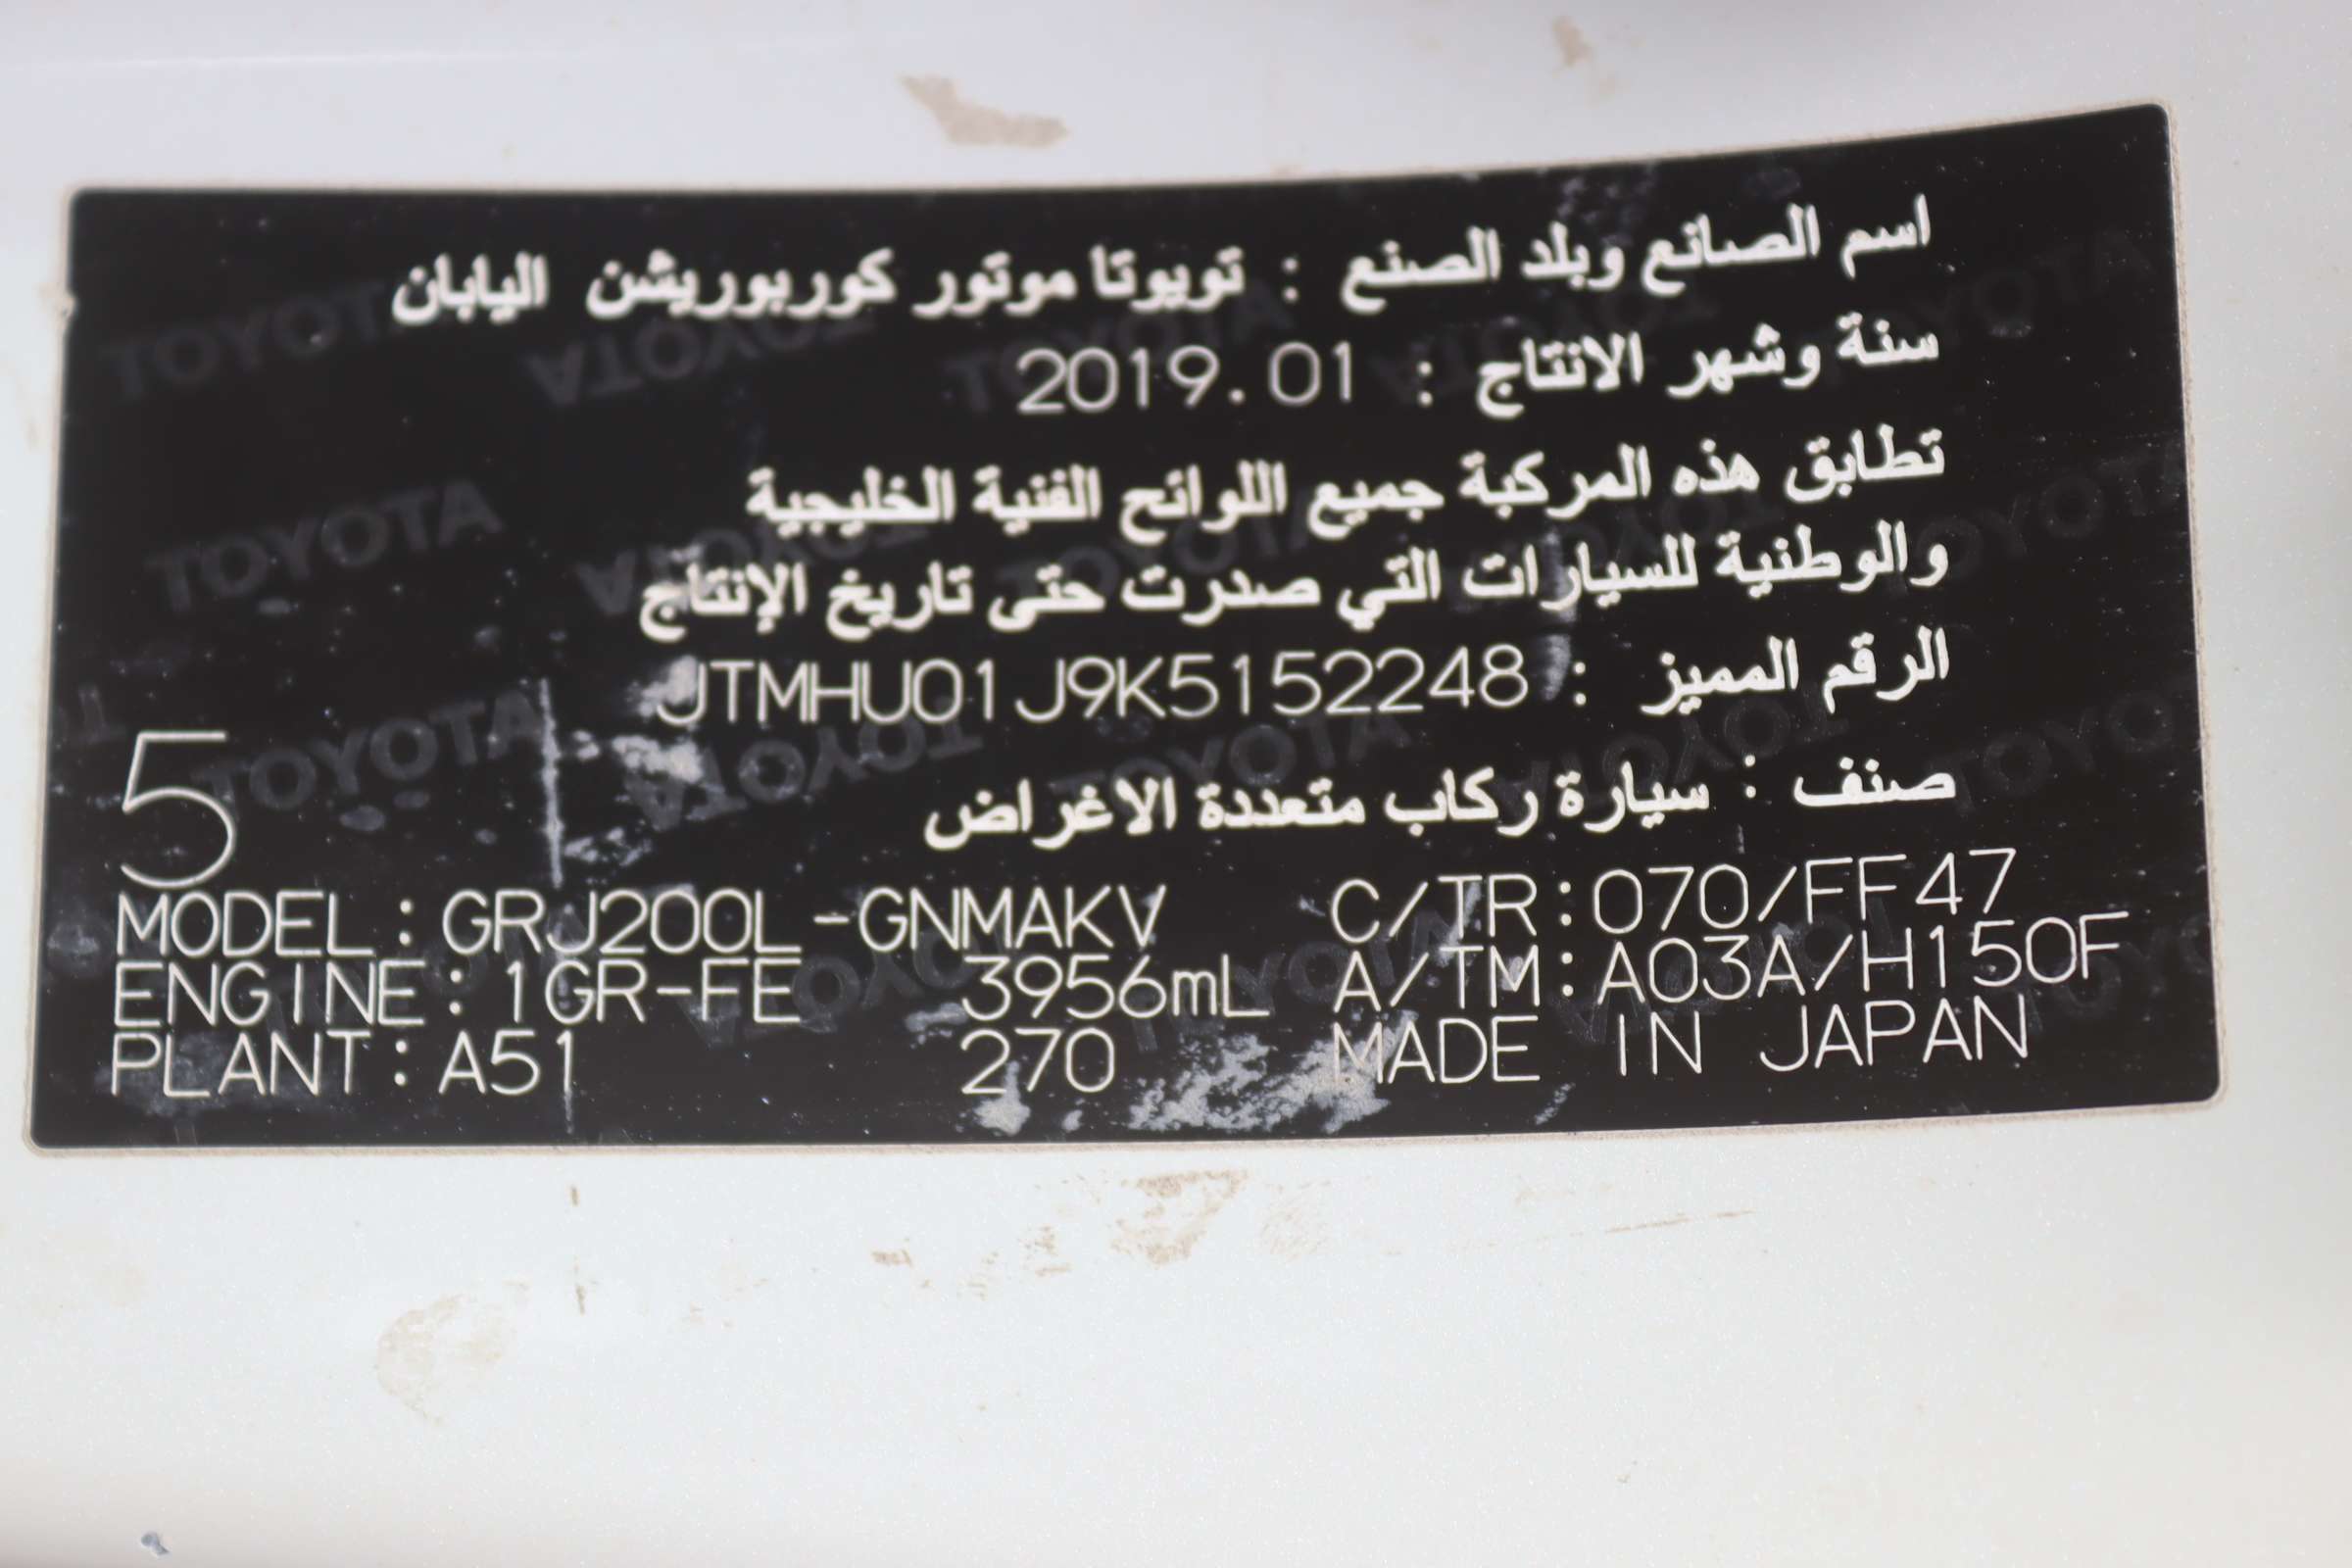 اسم الصانع وبلد الصنع : تويوتا موتور كوربوريشن اليابان
سنة وشهر الانتاج : 2019.01
تطابق هذه المركبة جميع اللوائح الفنية الخليجية
والوطنية للسيارات التي صدرت حتى تاريخ الإنتاج
الرقم المميز : JTMHU01J9K5152248
صنف : سيارة ركاب متعددة الاغراض
5
MODEL: GRJ200L-GNMAKV C/TR:070/FF47
ENGINE: 1GR-FE 3956mL A/TM:A03A/H150F
PLANT: A51 270 MADE IN JAPAN